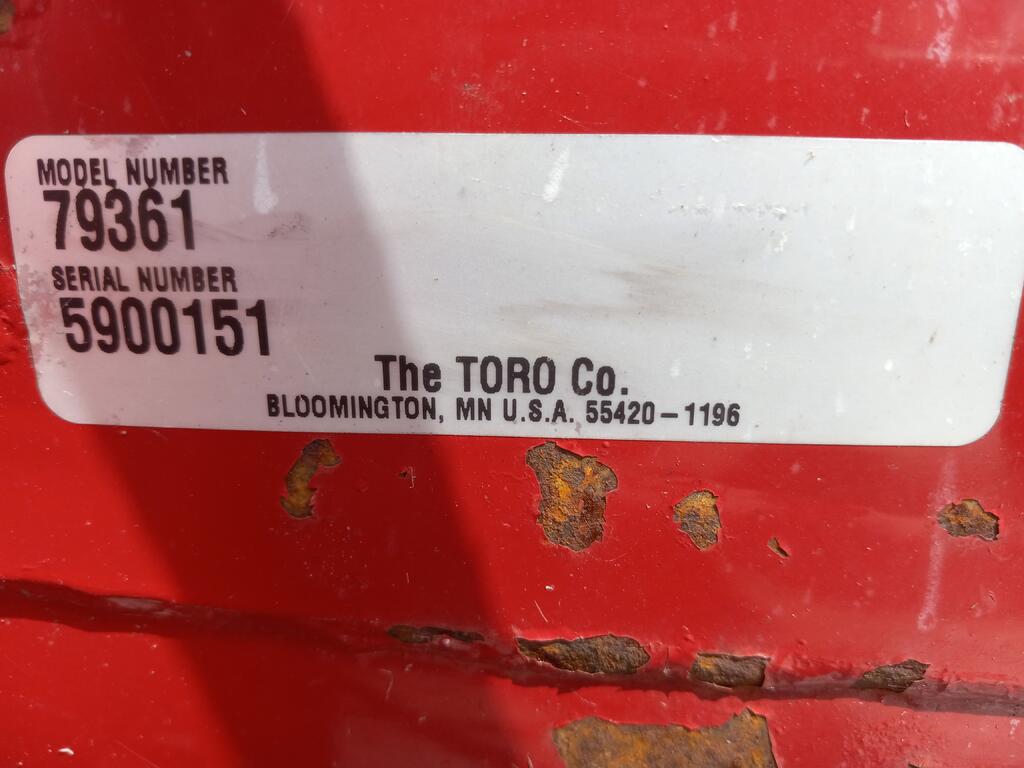 MODEL NUMBER
79361
SERIAL NUMBER
5900151
The TORO Co.
BLOOMINGTON, MN U.S.A. 55420-1196